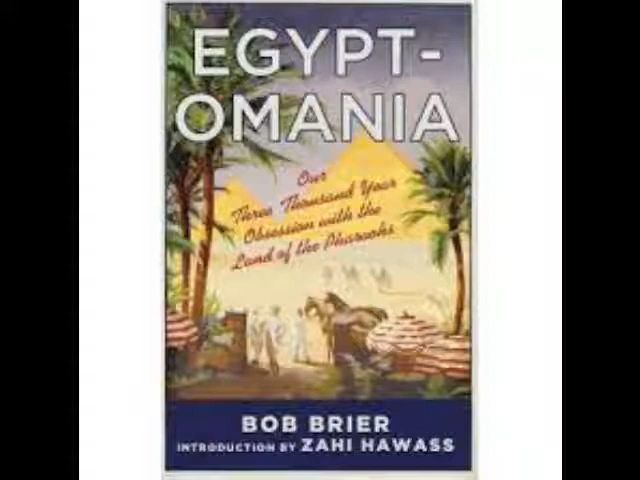 EGYPT-
OMANIA
Our
Three Thousand Year
Obsession with the
Land of the Pharaohs
BOB BRIER
INTRODUCTION BY ZAHI HAWASS